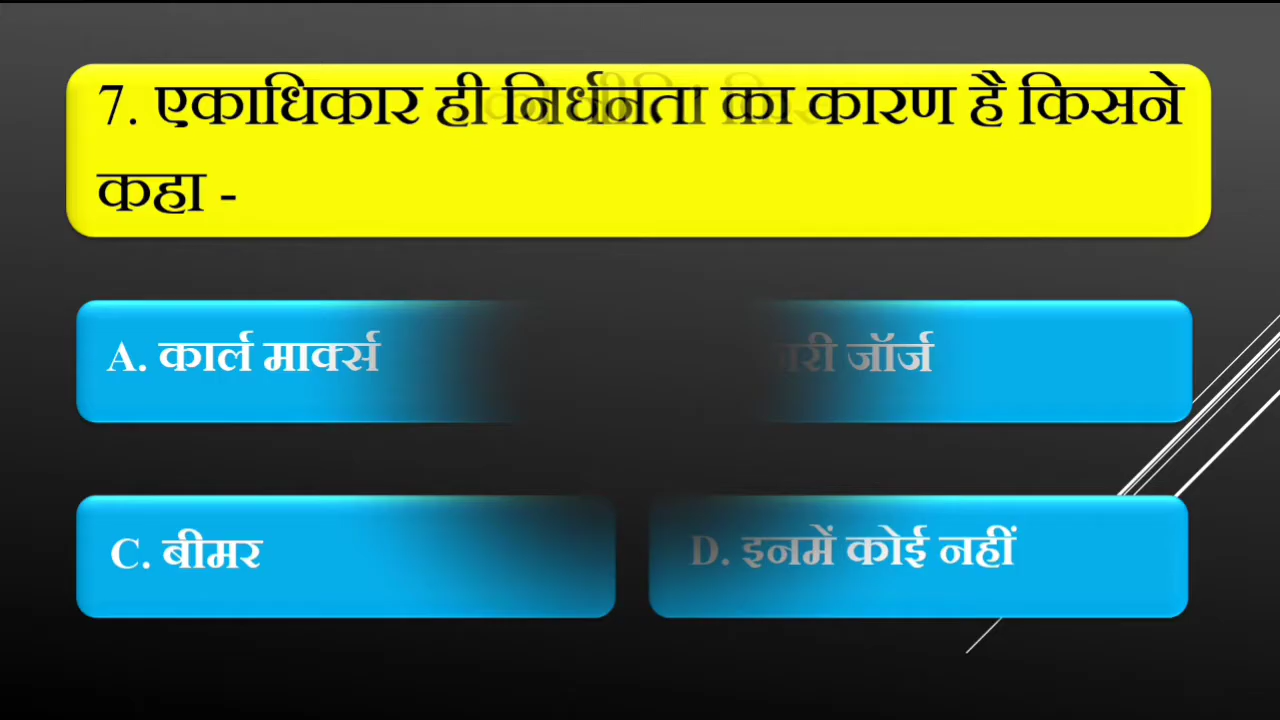 7. एकाधिकार ही निर्धनता का कारण है किसने
कहा -
A. कार्ल मार्क्स
जॉर्ज
C. बीमर
D. इनमें कोई नहीं